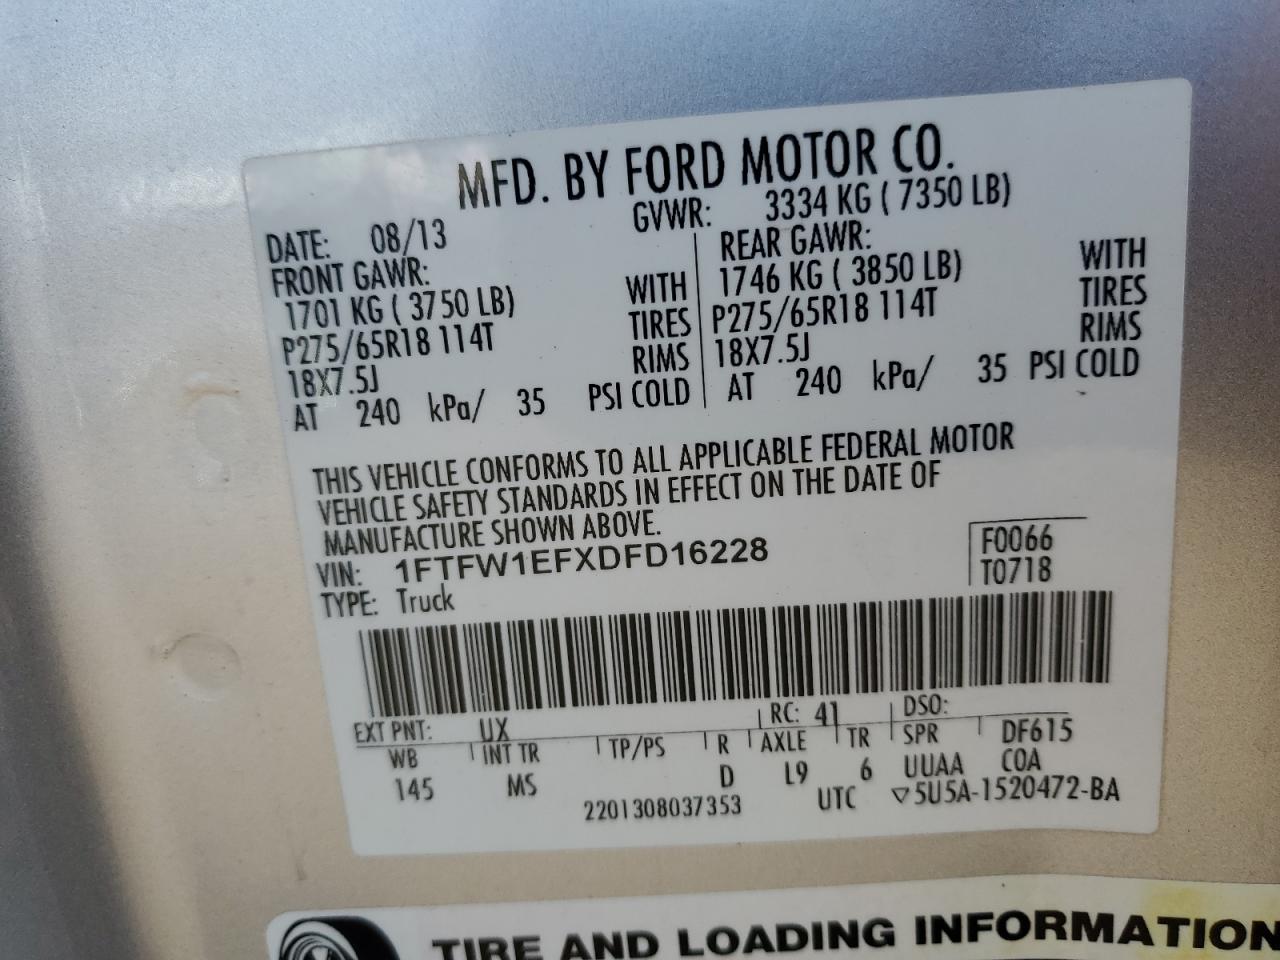 MFD. BY FORD MOTOR CO.
DATE: 08/13 GVWR: 3334 KG ( 7350 LB)
FRONT GAWR: REAR GAWR:
1701 KG ( 3750 LB) WITH 1746 KG ( 3850 LB) WITH
P275/65R18 114T TIRES P275/65R18 114T TIRES
18X7.5J RIMS 18X7.5J RIMS
AT 240 kPa/ 35 PSI COLD AT 240 kPa/ 35 PSI COLD
THIS VEHICLE CONFORMS TO ALL APPLICABLE FEDERAL MOTOR
VEHICLE SAFETY STANDARDS IN EFFECT ON THE DATE OF
MANUFACTURE SHOWN ABOVE.
VIN: 1FTFW1EFXDFD16228 F0066
TYPE: Truck T0718
EXT PNT: UX RC: 41 DSO:
WB INT TR TP/PS R AXLE TR SPR DF615
145 MS D L9 6 UUAA COA
2201308037353 UTC ▽5U5A-1520472-BA
TIRE AND LOADING INFORMATION